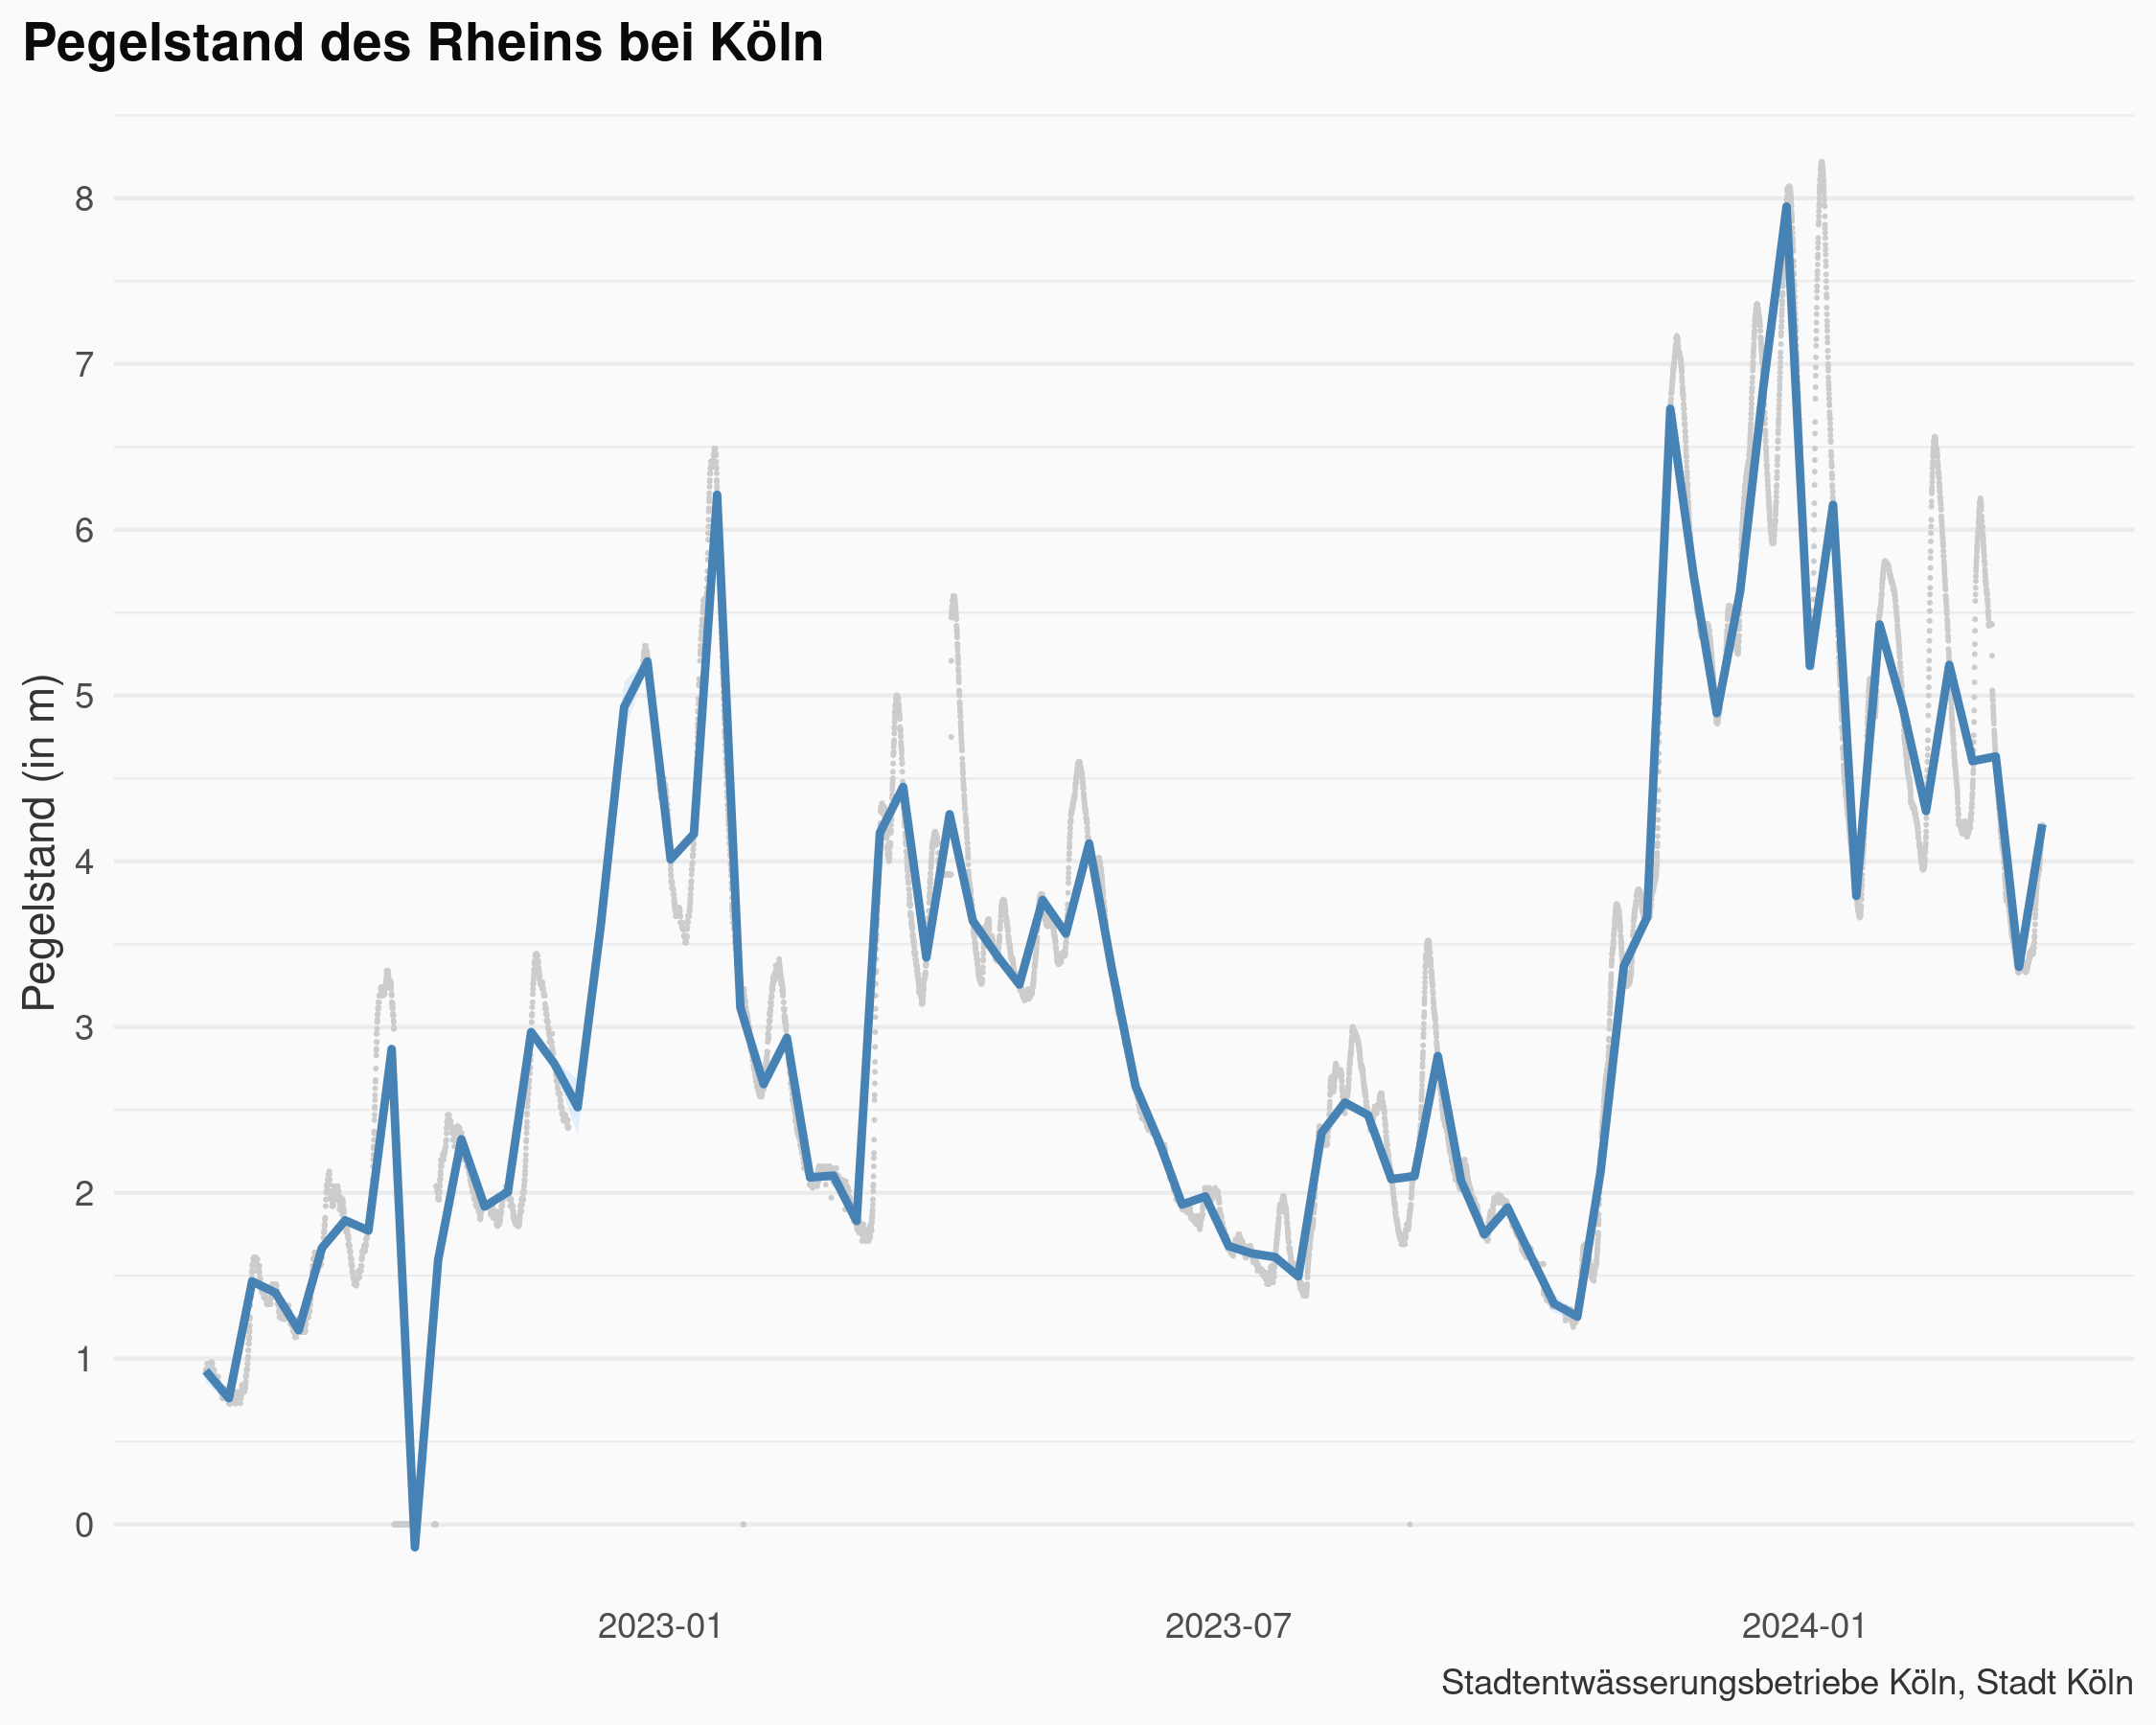 Pegelstand des Rheins bei Köln
Pegelstand (in m)
8
7
6
5
4
3
2
1
0
2023-01 2023-07 2024-01
Stadtentwässerungsbetriebe Köln, Stadt Köln